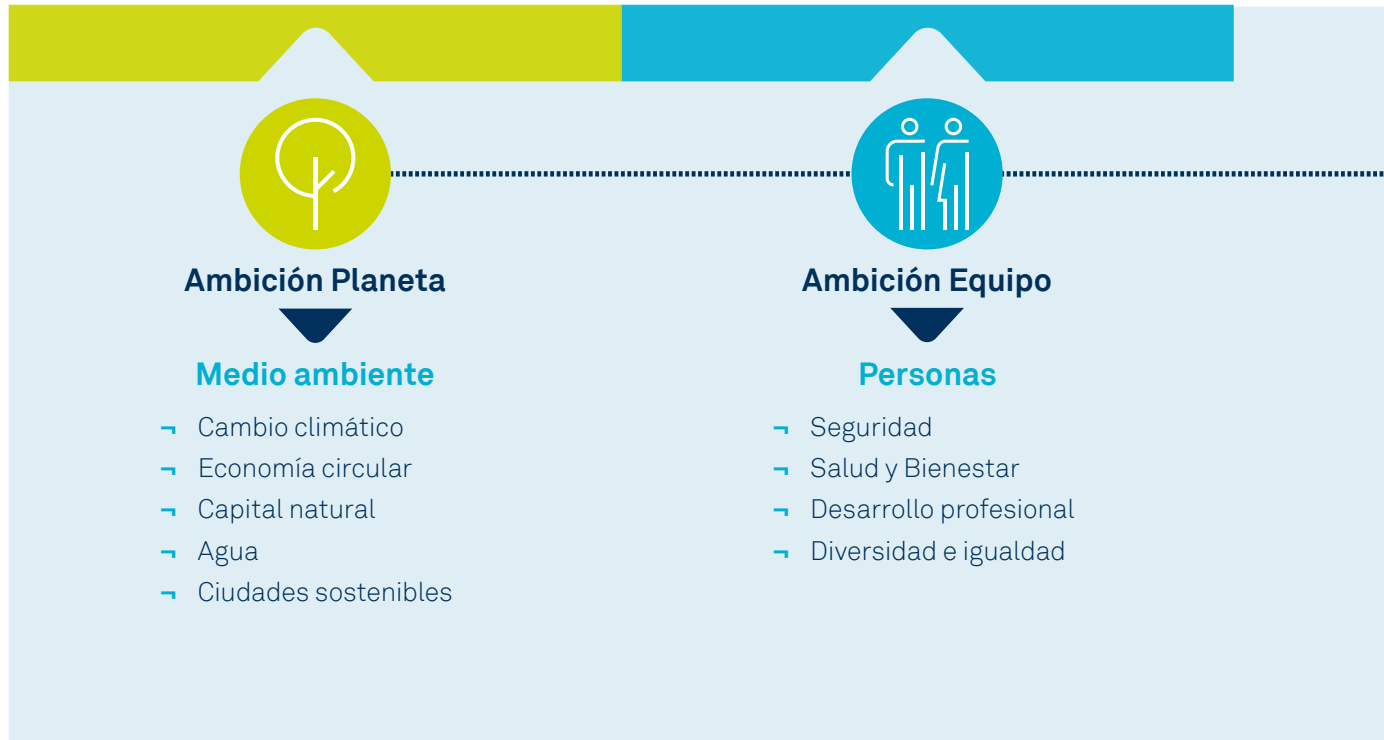 Ambición Planeta
Medio ambiente
¬ Cambio climático
¬ Economía circular
¬ Capital natural
¬ Agua
¬ Ciudades sostenibles
Ambición Equipo
Personas
¬ Seguridad
¬ Salud y Bienestar
¬ Desarrollo profesional
¬ Diversidad e igualdad